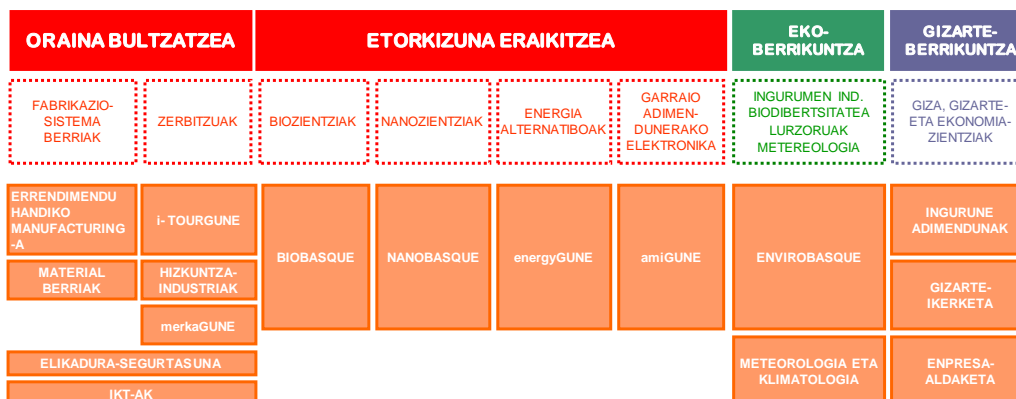 ORAINA BULTZATZEA
ETORKIZUNA ERAIKITZEA
EKO-
BERRIKUNTZA
GIZARTE-
BERRIKUNTZA
FABRIKAZIO-
SISTEMA
BERRIAK
ZERBITZUAK
BIOZIENTZIAK
NANOZIENTZIAK
ENERGIA
ALTERNATIBOAK
GARRAIO
ADIMEN-
DUNERAKO
ELEKTRONIKA
INGURUMEN IND.
BIODIBERTSITATEA
LURZORUAK
METEREOLOGIA
GIZA, GIZARTE-
ETA EKONOMIA-
ZIENTZIAK
ERRENDIMENDU
HANDIKO
MANUFACTURING
-A
i- TOURGUNE
BIOBASQUE
NANOBASQUE
energyGUNE
amiGUNE
ENVIROBASQUE
INGURUNE
ADIMENDUNAK
MATERIAL
BERRIAK
HIZKUNTZA-
INDUSTRIAK
GIZARTE-
IKERKETA
merkaGUNE
ELIKADURA-SEGURTASUNA
METEOROLOGIA ETA
KLIMATOLOGIA
ENPRESA-
ALDAKETA
IKT-AK